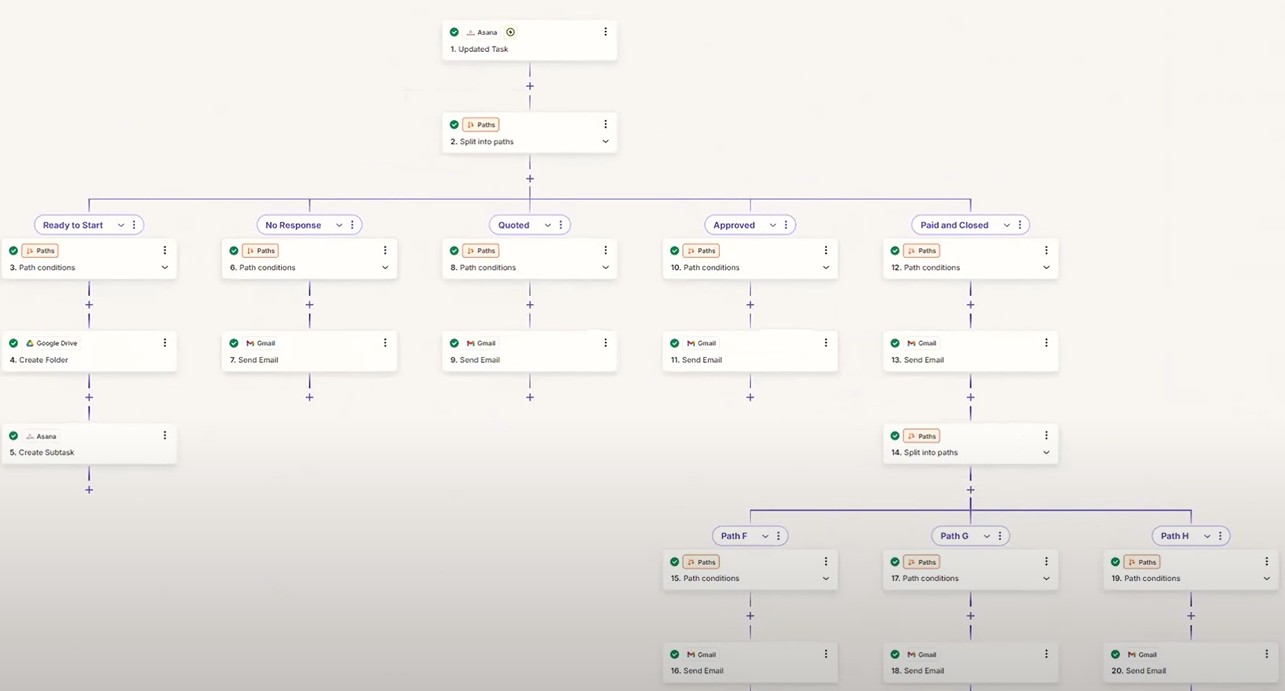 Asana
1. Updated Task
Paths
2. Split into paths
Ready to Start
No Response
Quoted
Approved
Paid and Closed
Paths
Paths
Paths
Paths
Paths
3. Path conditions
6. Path conditions
8. Path conditions
10. Path conditions
12. Path conditions
Google Drive
Gmail
Gmail
Gmail
Gmail
4. Create Folder
7. Send Email
9. Send Email
11. Send Email
13. Send Email
Asana
Paths
5. Create Subtask
14. Split into paths
Path F
Path G
Path H
Paths
Paths
Paths
15. Path conditions
17. Path conditions
19. Path conditions
Gmail
Gmail
Gmail
16. Send Email
18. Send Email
20. Send Email